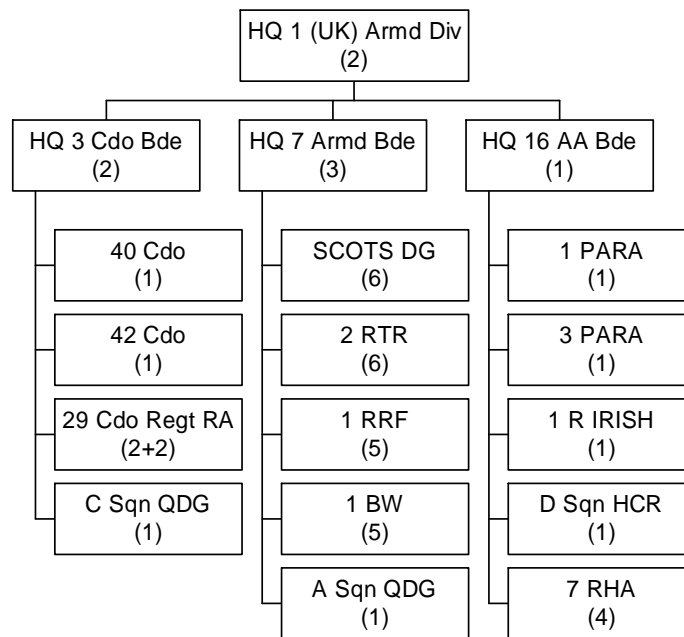 HQ 1 (UK) Armd Div
(2)
HQ 3 Cdo Bde
(2)
HQ 7 Armd Bde
(3)
HQ 16 AA Bde
(1)
40 Cdo
(1)
42 Cdo
(1)
29 Cdo Regt RA
(2+2)
C Sqn QDG
(1)
SCOTS DG
(6)
2 RTR
(6)
1 RRF
(5)
1 BW
(5)
A Sqn QDG
(1)
1 PARA
(1)
3 PARA
(1)
1 R IRISH
(1)
D Sqn HCR
(1)
7 RHA
(4)